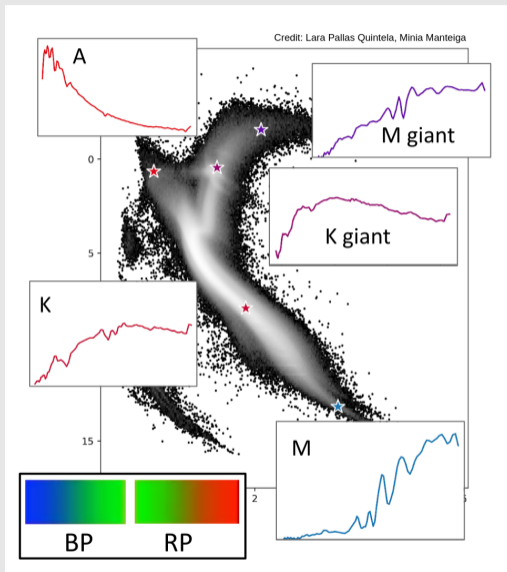 Credit: Lara Pallas Quintela, Minia Manteiga
A
M giant
0
K giant
5
K
15
M
2
BP RP